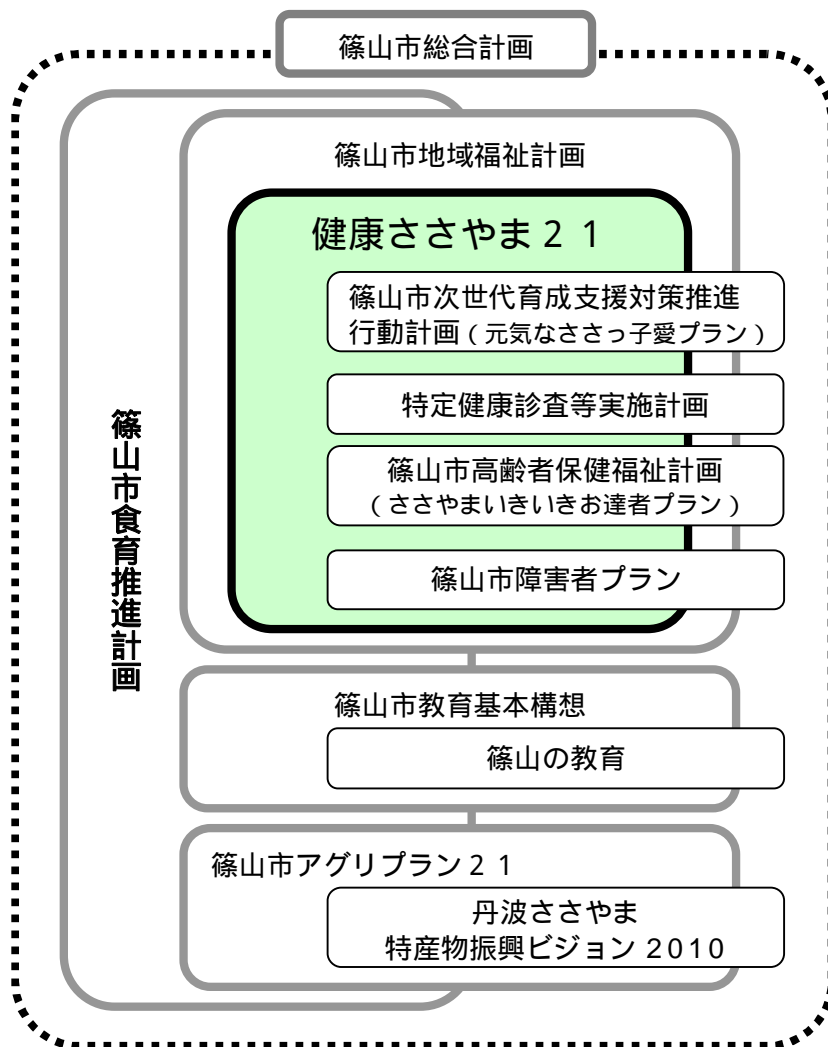 篠山市総合計画
篠山市食育推進計画
篠山市地域福祉計画
健康ささやま２１
篠山市次世代育成支援対策推進
行動計画（元気なささっ子愛プラン）
特定健康診査等実施計画
篠山市高齢者保健福祉計画
（ささやまいきいきお達者プラン）
篠山市障害者プラン
篠山市教育基本構想
篠山の教育
篠山市アグリプラン２１
丹波ささやま
特産物振興ビジョン2010